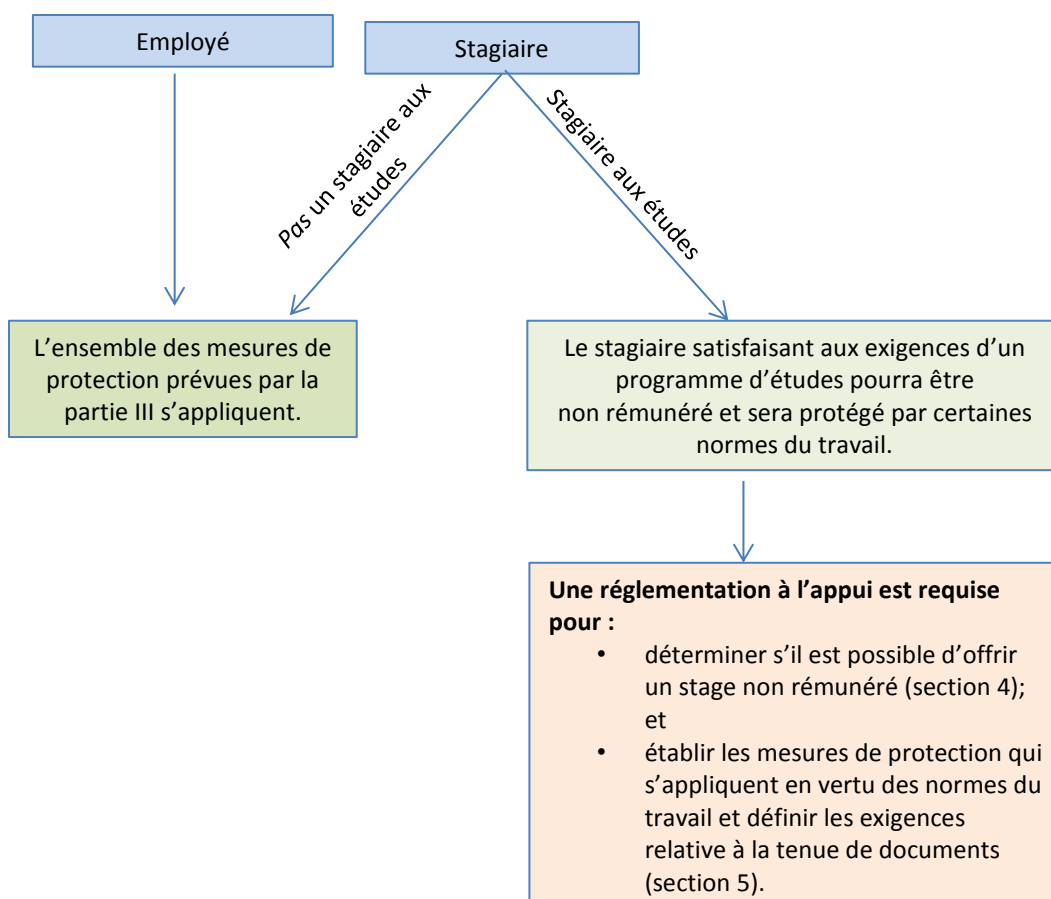 Employé
Stagiaire
Pas un stagiaire aux
études
Stagiaire aux études
L’ensemble des mesures de
protection prévues par la
partie III s’appliquent.
Le stagiaire satisfaisant aux exigences d’un
programme d’études pourra être
non rémunéré et sera protégé par certaines
normes du travail.
Une réglementation à l’appui est requise
pour :
• déterminer s’il est possible d’offrir
un stage non rémunéré (section 4);
et
• établir les mesures de protection qui
s’appliquent en vertu des normes du
travail et définir les exigences
relative à la tenue de documents
(section 5).